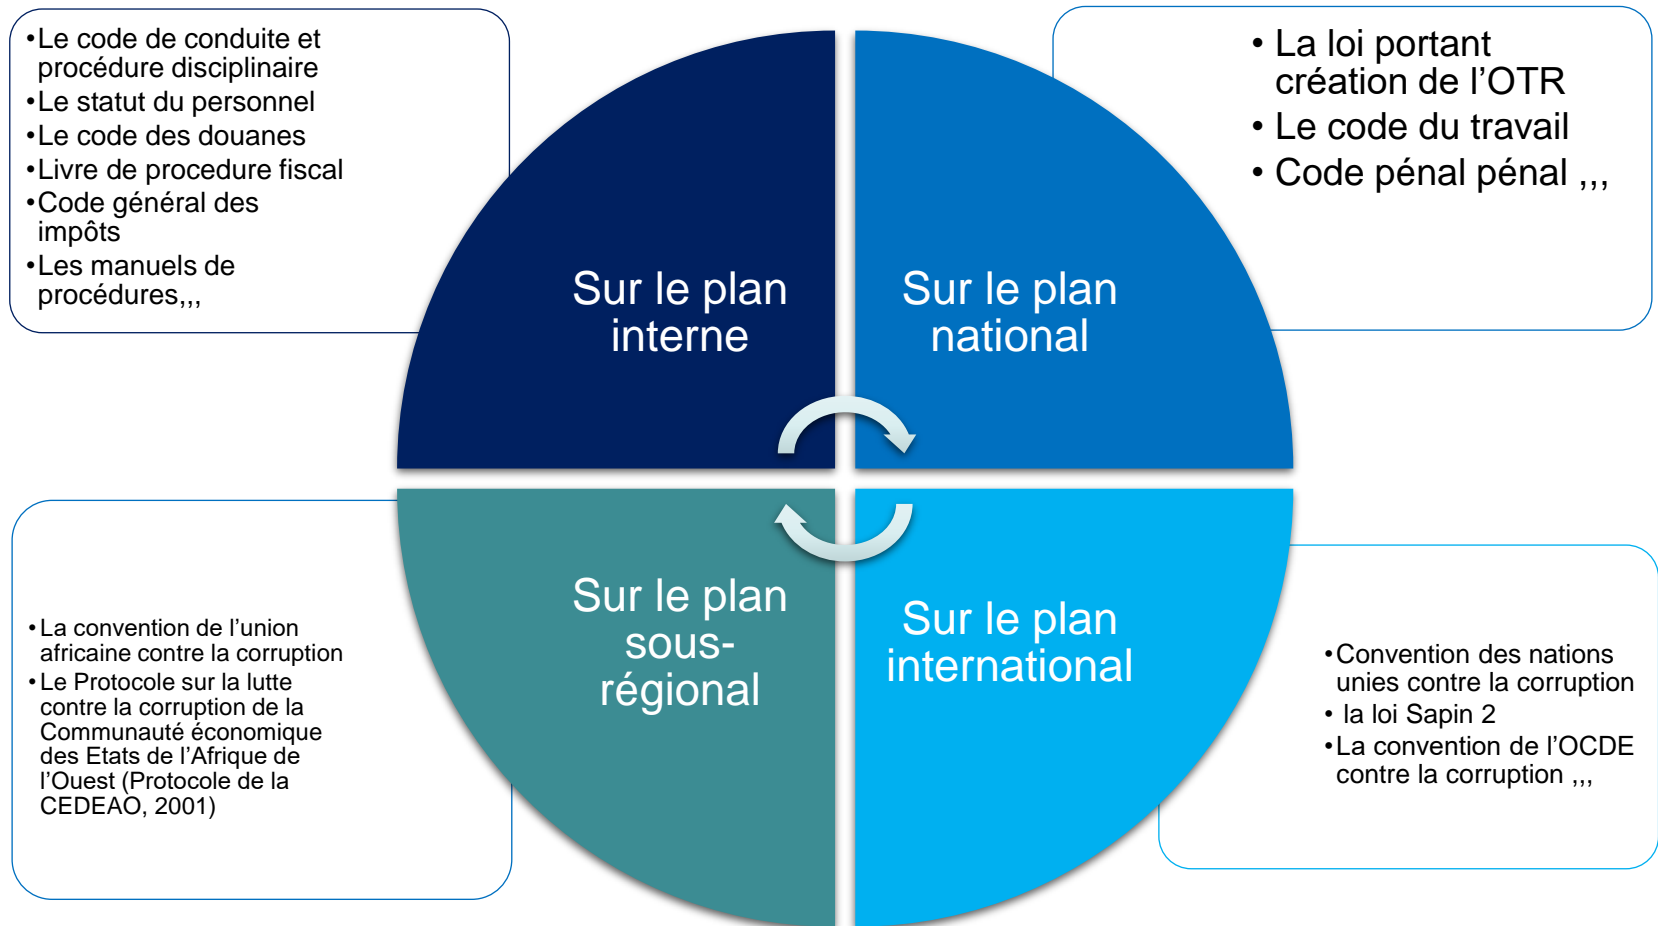 •Le code de conduite et
procédure disciplinaire
•Le statut du personnel
•Le code des douanes
•Livre de procedure fiscal
•Code général des
impôts
•Les manuels de
procédures,,,
Sur le plan
interne
Sur le plan
national
• La loi portant
création de l’OTR
• Le code du travail
• Code pénal pénal ,,,
•La convention de l’union
africaine contre la corruption
•Le Protocole sur la lutte
contre la corruption de la
Communauté économique
des Etats de l’Afrique de
l’Ouest (Protocole de la
CEDEAO, 2001)
Sur le plan
sous-
régional
Sur le plan
international
•Convention des nations
unies contre la corruption
• la loi Sapin 2
•La convention de l’OCDE
contre la corruption ,,,